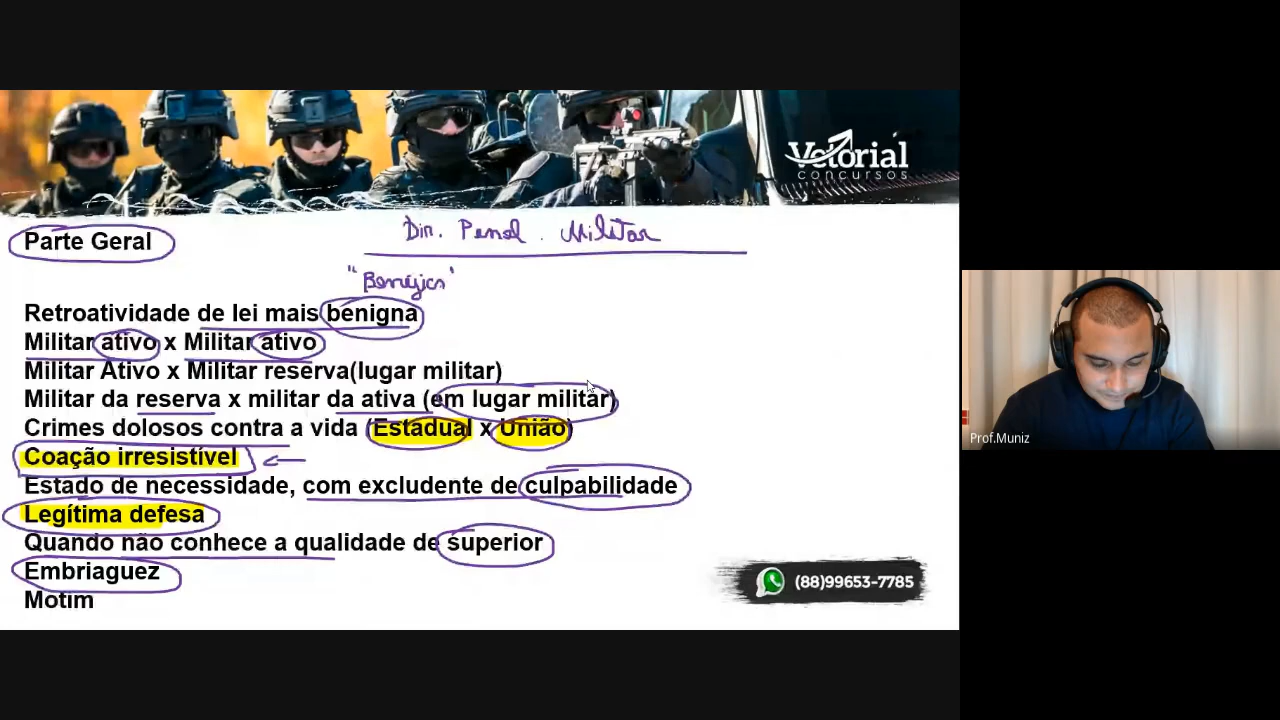 Vetorial
concursos
Dir. Penal. Militar
Parte Geral
Retroatividade de lei mais benigna
Militar ativo x Militar ativo
Militar Ativo x Militar reserva(lugar militar)
Militar da reserva x militar da ativa (em lugar militar)
Crimes dolosos contra a vida (Estadual x União)
Coação irresistível
Estado de necessidade, com excludente de culpabilidade
Legítima defesa
Quando não conhece a qualidade de superior
Embriaguez
Motim
(88)99653-7785
Prof.Muniz